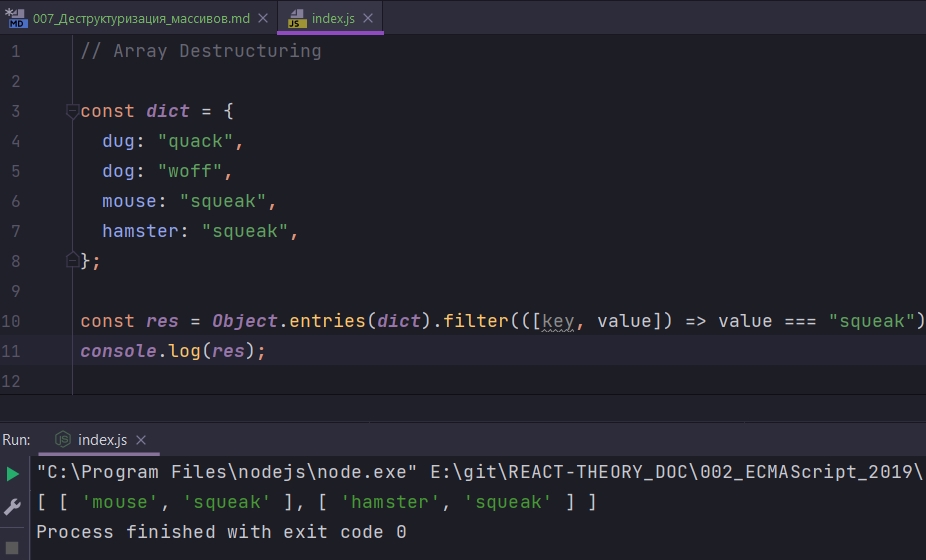 MD 007_Деструктуризация_массивов.md JS index.js
1 // Array Destructuring
2
3 const dict = {
4 dug: "quack",
5 dog: "woff",
6 mouse: "squeak",
7 hamster: "squeak",
8 };
9
10 const res = Object.entries(dict).filter(([key, value]) => value === "squeak")
11 console.log(res);
12
Run: index.js
"C:\Program Files\nodejs\node.exe" E:\git\REACT-THEORY_DOC\002_ECMAScript_2019\
[ [ 'mouse', 'squeak' ], [ 'hamster', 'squeak' ] ]
Process finished with exit code 0